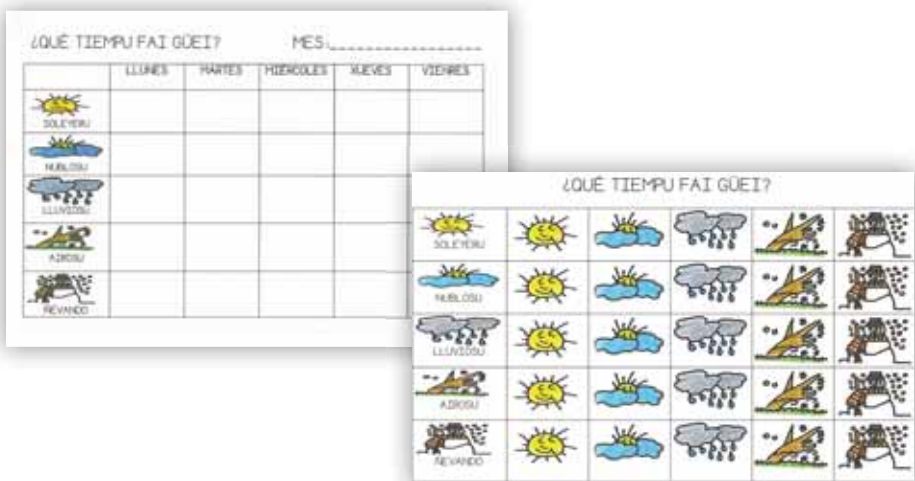 ¿QUÉ TIEMPU FAI GÜEI? MES:
LLUNES MARTES MIÉRCOLES XUEVES VIENRES
SOLEYERU
NUBLOSU
LLUVIOSU
AIROSU
NEVANDO
¿QUÉ TIEMPU FAI GÜEI?
SOLEYERU
NUBLOSU
LLUVIOSU
AIROSU
NEVANDO